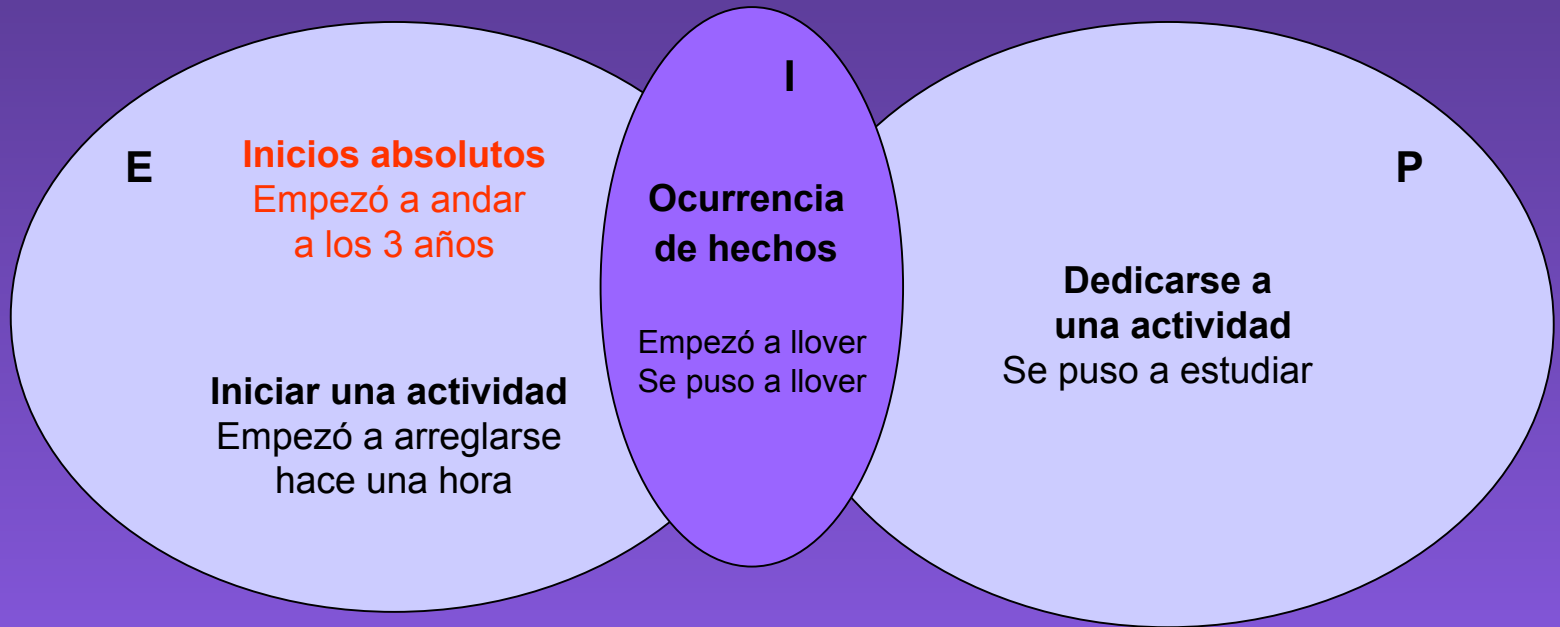 E
Inicios absolutos
Empezó a andar
a los 3 años
Iniciar una actividad
Empezó a arreglarse
hace una hora
I
Ocurrencia
de hechos
Empezó a llover
Se puso a llover
P
Dedicarse a
una actividad
Se puso a estudiar